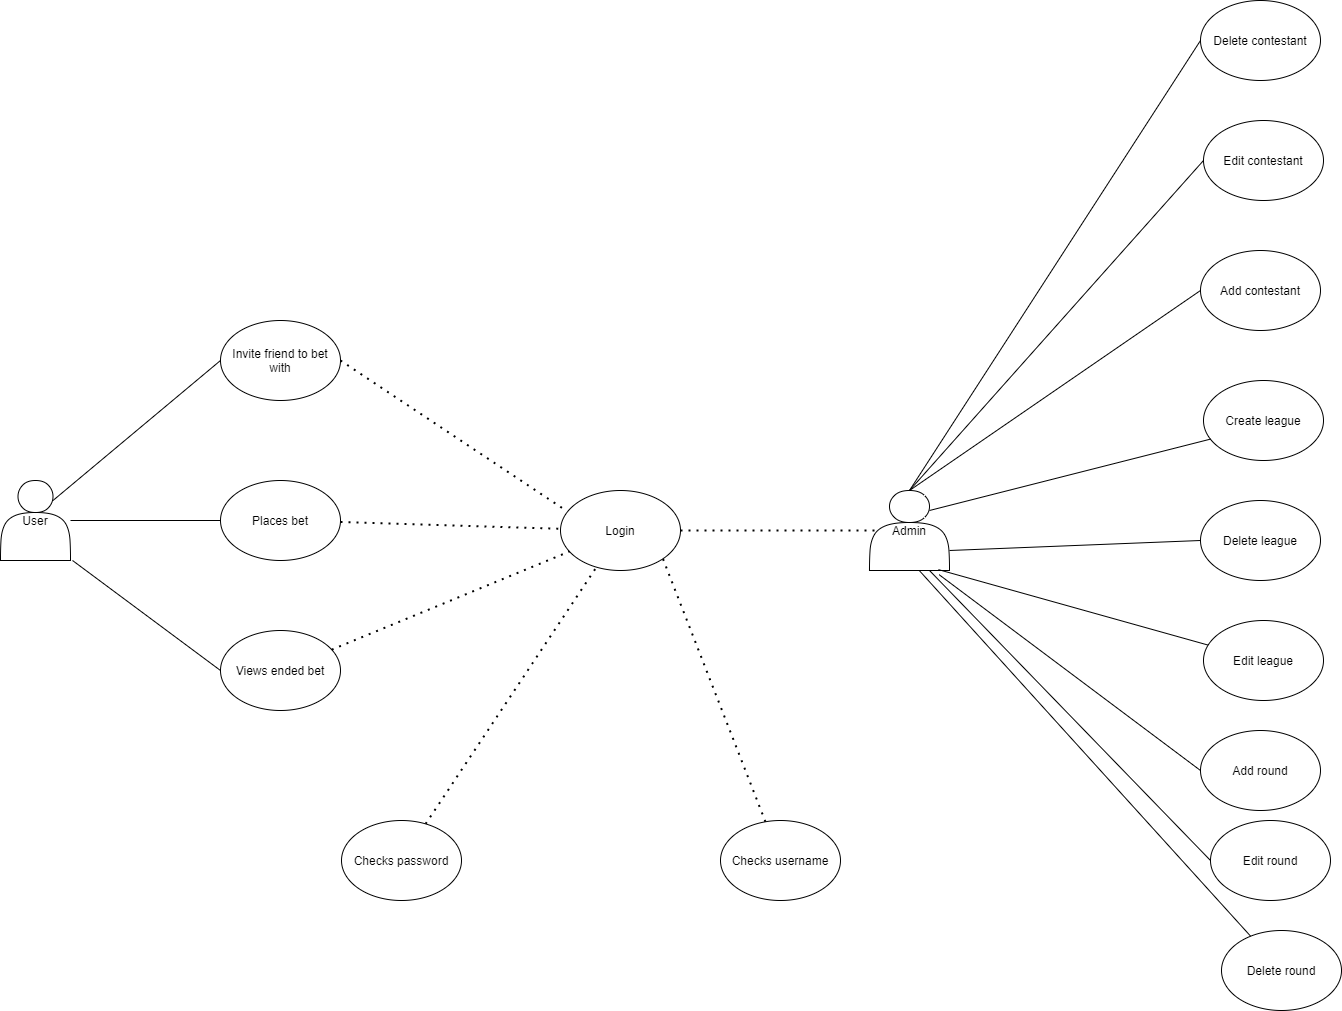 Delete contestant
Edit contestant
Add contestant
Invite friend to bet
with
Create league
User
Places bet
Login
Admin
Delete league
Views ended bet
Edit league
Add round
Checks password
Checks username
Edit round
Delete round